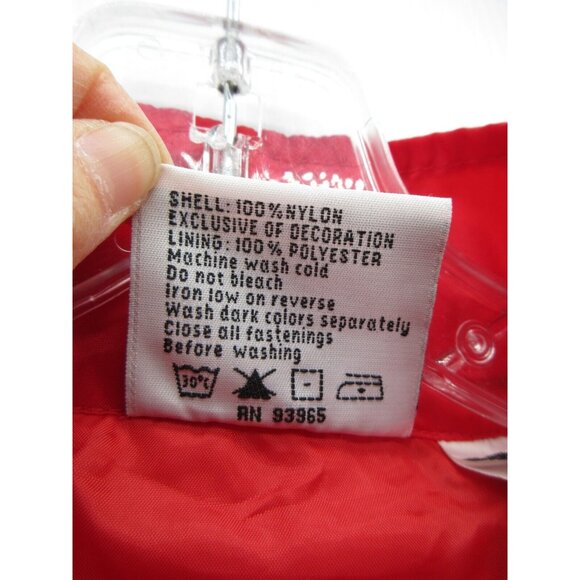 SHELL: 100%NYLON
EXCLUSIVE OF DECORATION
LINING: 100% POLYESTER
Machine wash cold
Do not bleach
Iron low on reverse
Wash dark colors separately
Close all fastenings
Before washing
30°C
RN 93965